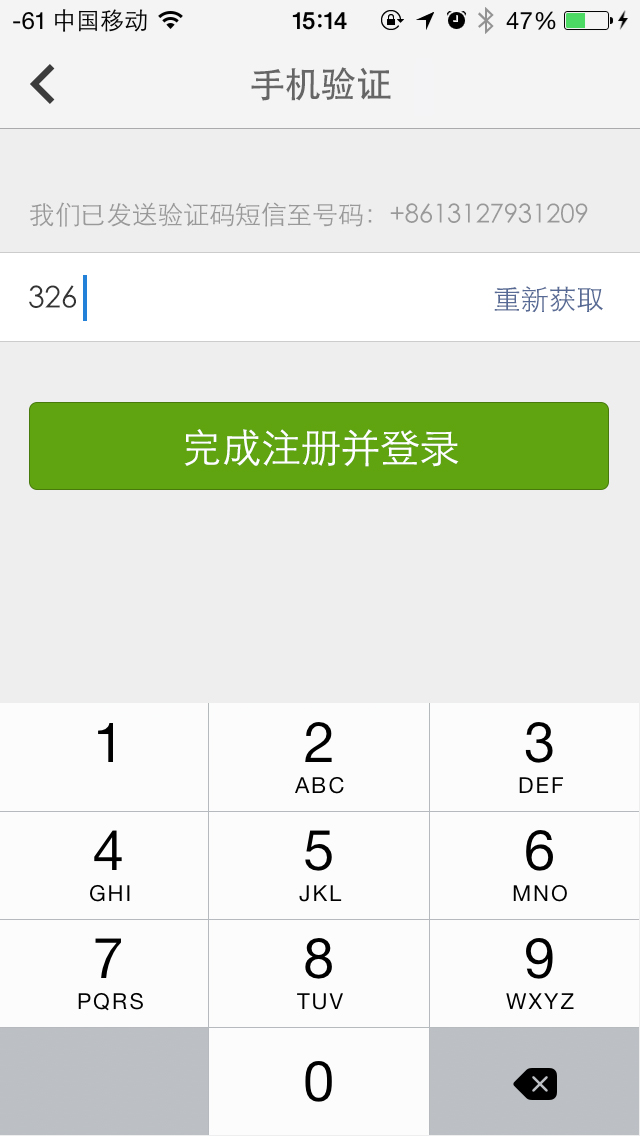 -61 中国移动 15:14 47%
手机验证
我们已发送验证码短信至号码：+8613127931209
326 重新获取
完成注册并登录
1 2 3
ABC DEF
4 5 6
GHI JKL MNO
7 8 9
PQRS TUV WXYZ
0